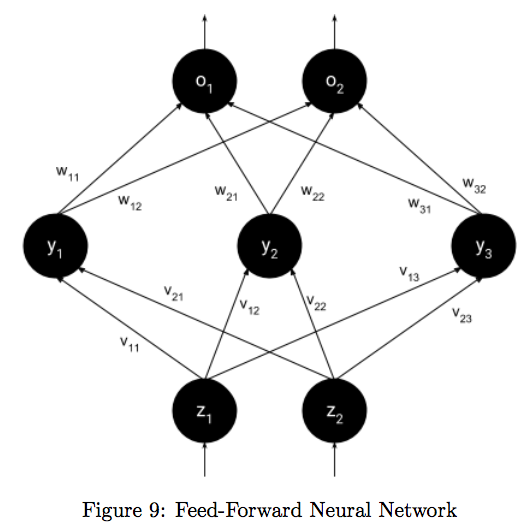 o1 o2
w11 w12 w21 w22 w31 w32
y1 y2 y3
v11 v21 v12 v22 v13 v23
z1 z2
Figure 9: Feed-Forward Neural Network